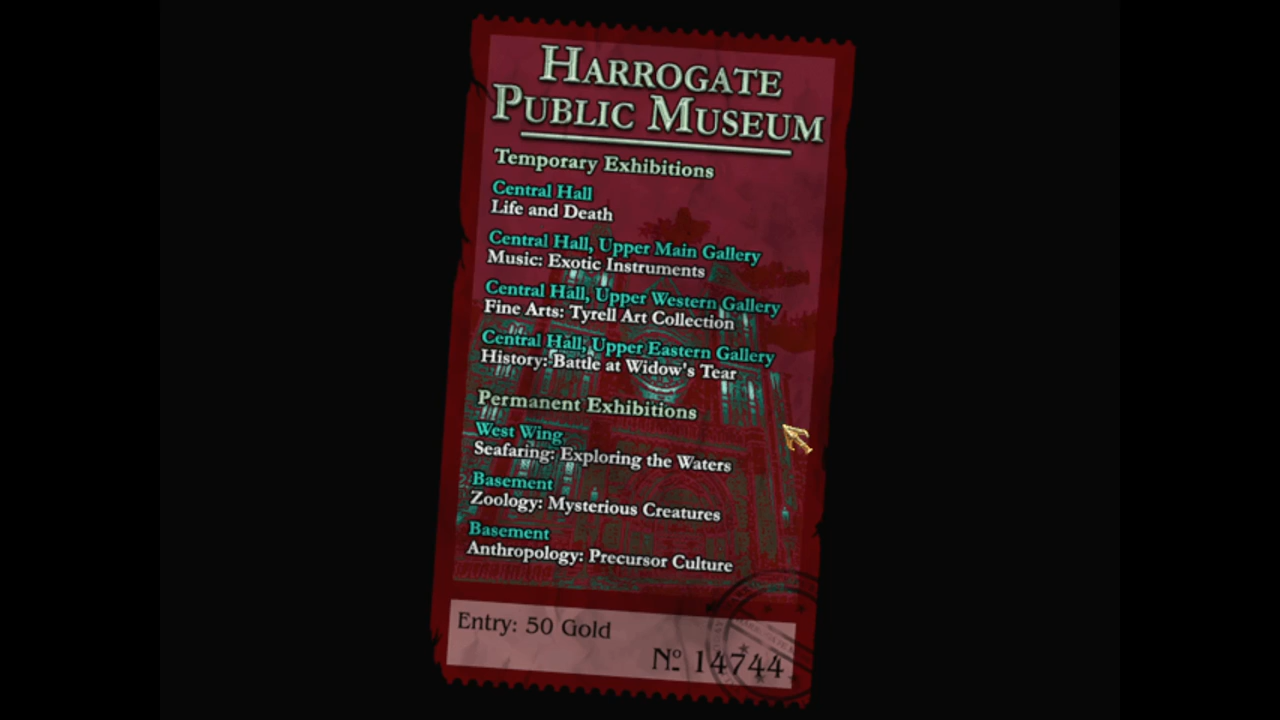 HARROGATE
PUBLIC MUSEUM
Temporary Exhibitions
Central Hall
Life and Death
Central Hall, Upper Main Gallery
Music: Exotic Instruments
Central Hall, Upper Western Gallery
Fine Arts: Tyrell Art Collection
Central Hall, Upper Eastern Gallery
History: Battle at Widow's Tear
Permanent Exhibitions
West Wing
Seafaring: Exploring the Waters
Basement
Zoology: Mysterious Creatures
Basement
Anthropology: Precursor Culture
Entry: 50 Gold
Nº 14744